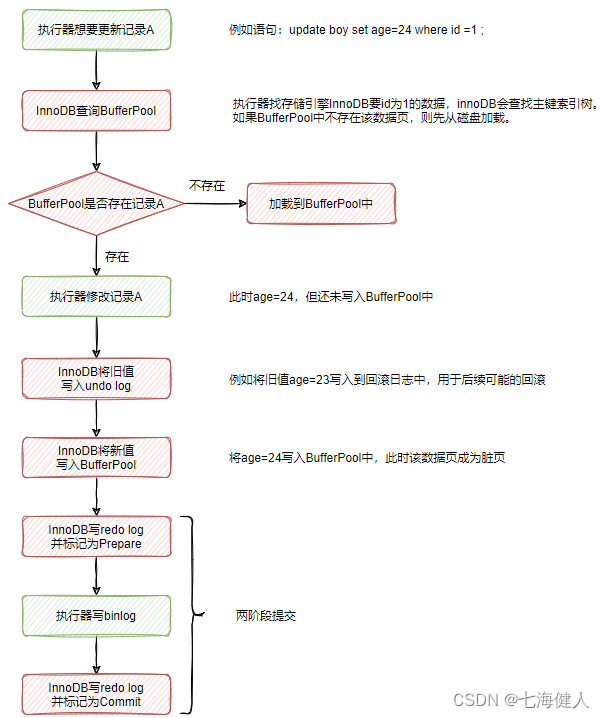 执行器想要更新记录A
例如语句：update boy set age=24 where id =1 ;
InnoDB查询BufferPool
执行器找存储引擎InnoDB要id为1的数据，innoDB会查找主键索引树。
如果BufferPool中不存在该数据页，则先从磁盘加载。
BufferPool是否存在记录A
不存在
加载到BufferPool中
存在
执行器修改记录A
此时age=24，但还未写入BufferPool中
InnoDB将旧值
写入undo log
例如将旧值age=23写入到回滚日志中，用于后续可能的回滚
InnoDB将新值
写入BufferPool
将age=24写入BufferPool中，此时该数据页成为脏页
InnoDB写redo log
并标记为Prepare
执行器写binlog
两阶段提交
InnoDB写redo log
并标记为Commit
CSDN @七海健人